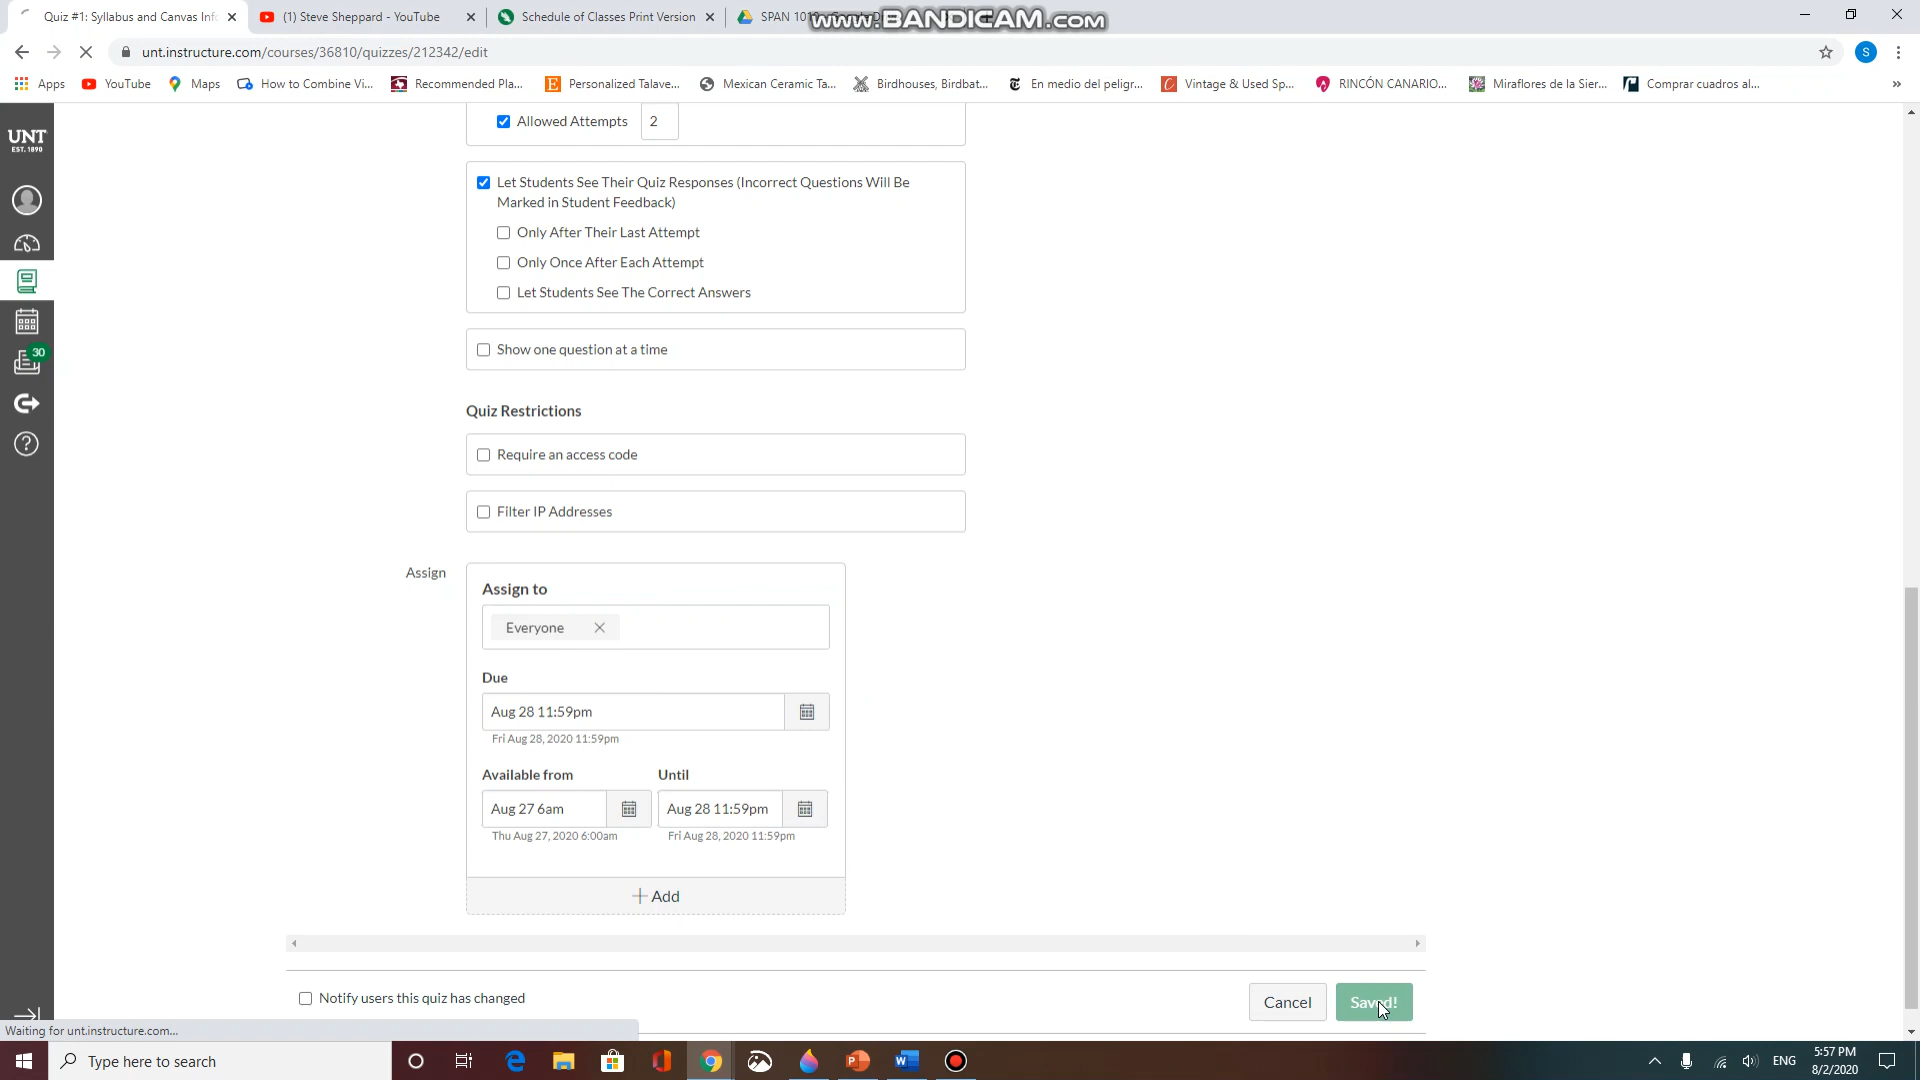 Quiz #1: Syllabus and Canvas Info
(1) Steve Sheppard - YouTube
Schedule of Classes Print Version
SPAN 1010
www.BANDICAM.com
unt.instructure.com/courses/36810/quizzes/212342/edit
S
Apps
YouTube
Maps
How to Combine Vi...
Recommended Pla...
Personalized Talave...
Mexican Ceramic Ta...
Birdhouses, Birdbat...
En medio del peligr...
Vintage & Used Sp...
RINCÓN CANARIO...
Miraflores de la Sier...
Comprar cuadros al...
»
UNT
EST. 1890
30
Allowed Attempts 2
Let Students See Their Quiz Responses (Incorrect Questions Will Be
Marked in Student Feedback)
Only After Their Last Attempt
Only Once After Each Attempt
Let Students See The Correct Answers
Show one question at a time
Quiz Restrictions
Require an access code
Filter IP Addresses
Assign
Assign to
Everyone
Due
Aug 28 11:59pm
Fri Aug 28, 2020 11:59pm
Available from Until
Aug 27 6am Aug 28 11:59pm
Thu Aug 27, 2020 6:00am Fri Aug 28, 2020 11:59pm
+ Add
Notify users this quiz has changed
Cancel
Saved!
Waiting for unt.instructure.com...
Type here to search
ENG
5:57 PM
8/2/2020